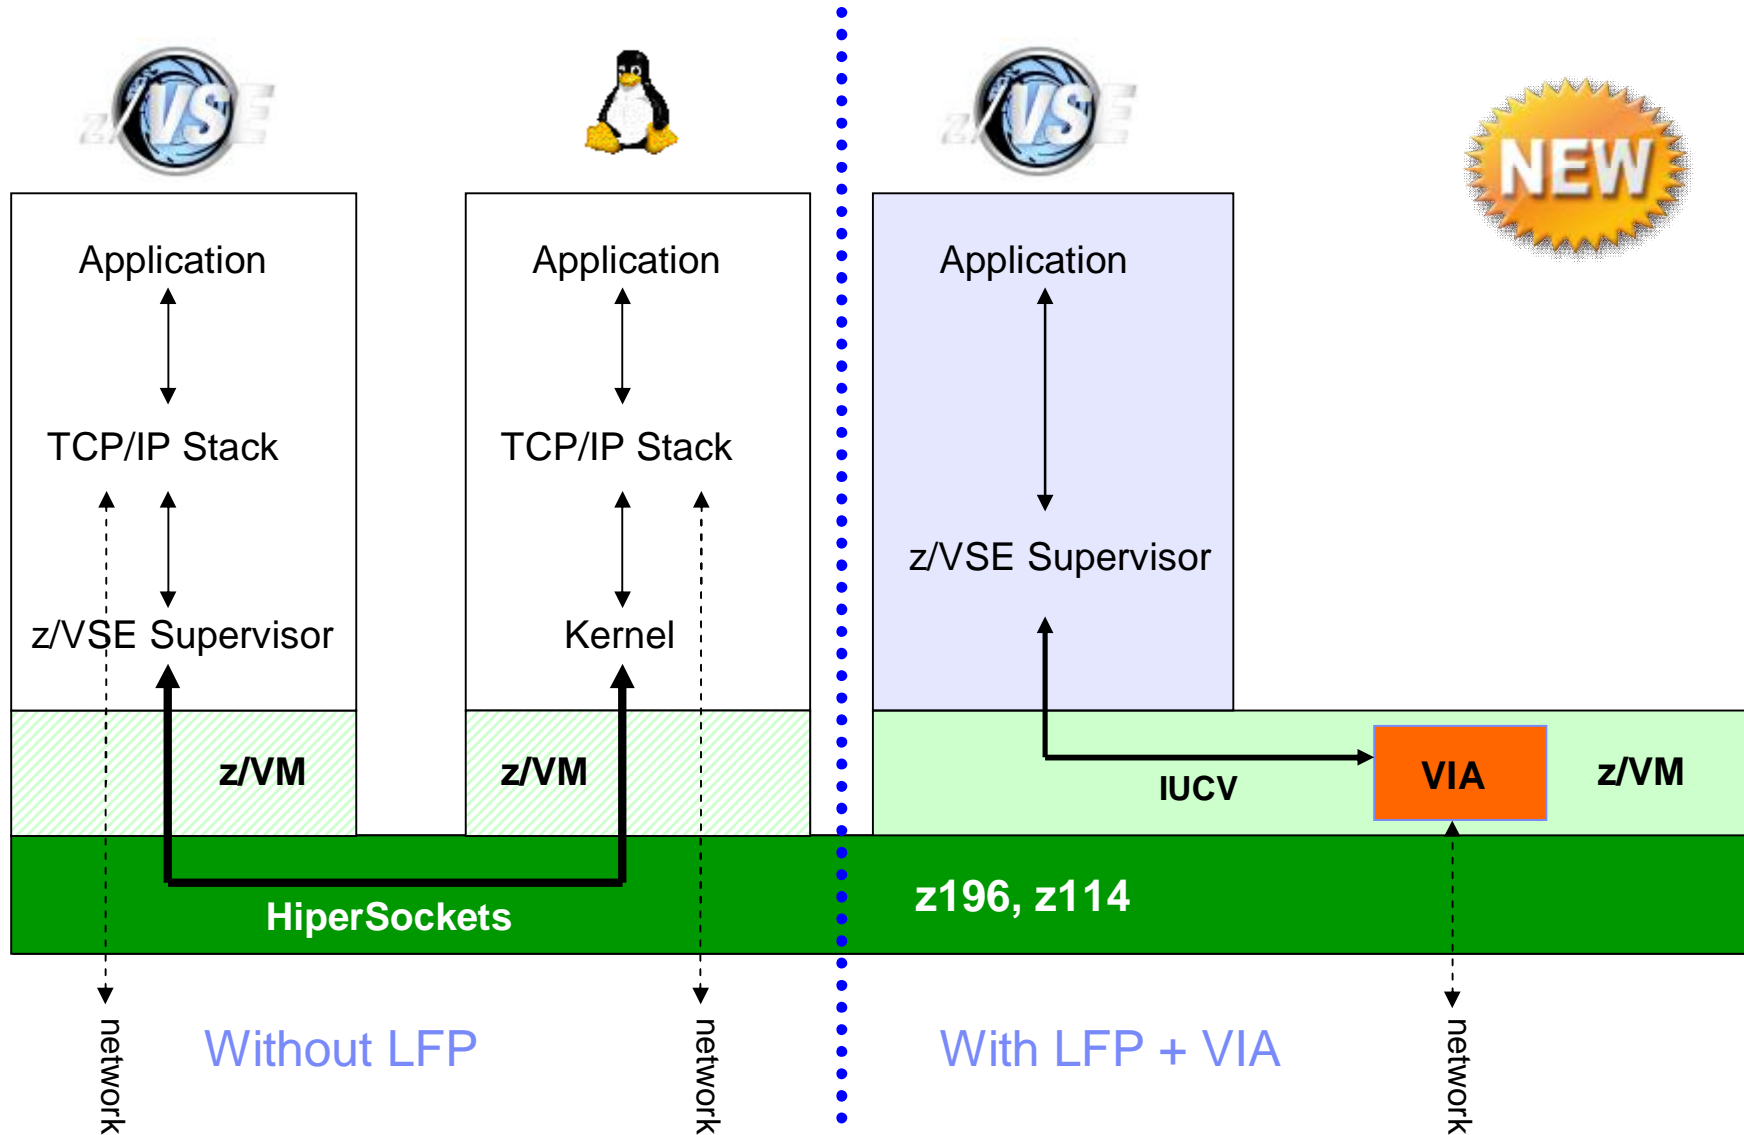 z/VSE
z/VSE
NEW
Application
Application
Application
TCP/IP Stack
TCP/IP Stack
z/VSE Supervisor
z/VSE Supervisor
Kernel
z/VM
z/VM
IUCV
VIA
z/VM
HiperSockets
z196, z114
network
Without LFP
network
With LFP + VIA
network